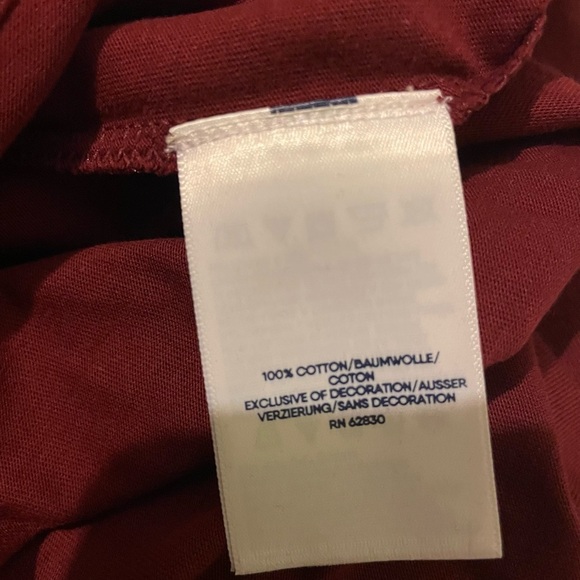 100% COTTON/BAUMWOLLE/
COTON
EXCLUSIVE OF DECORATION/AUSSER
VERZIERUNG/SANS DECORATION
RN 62830